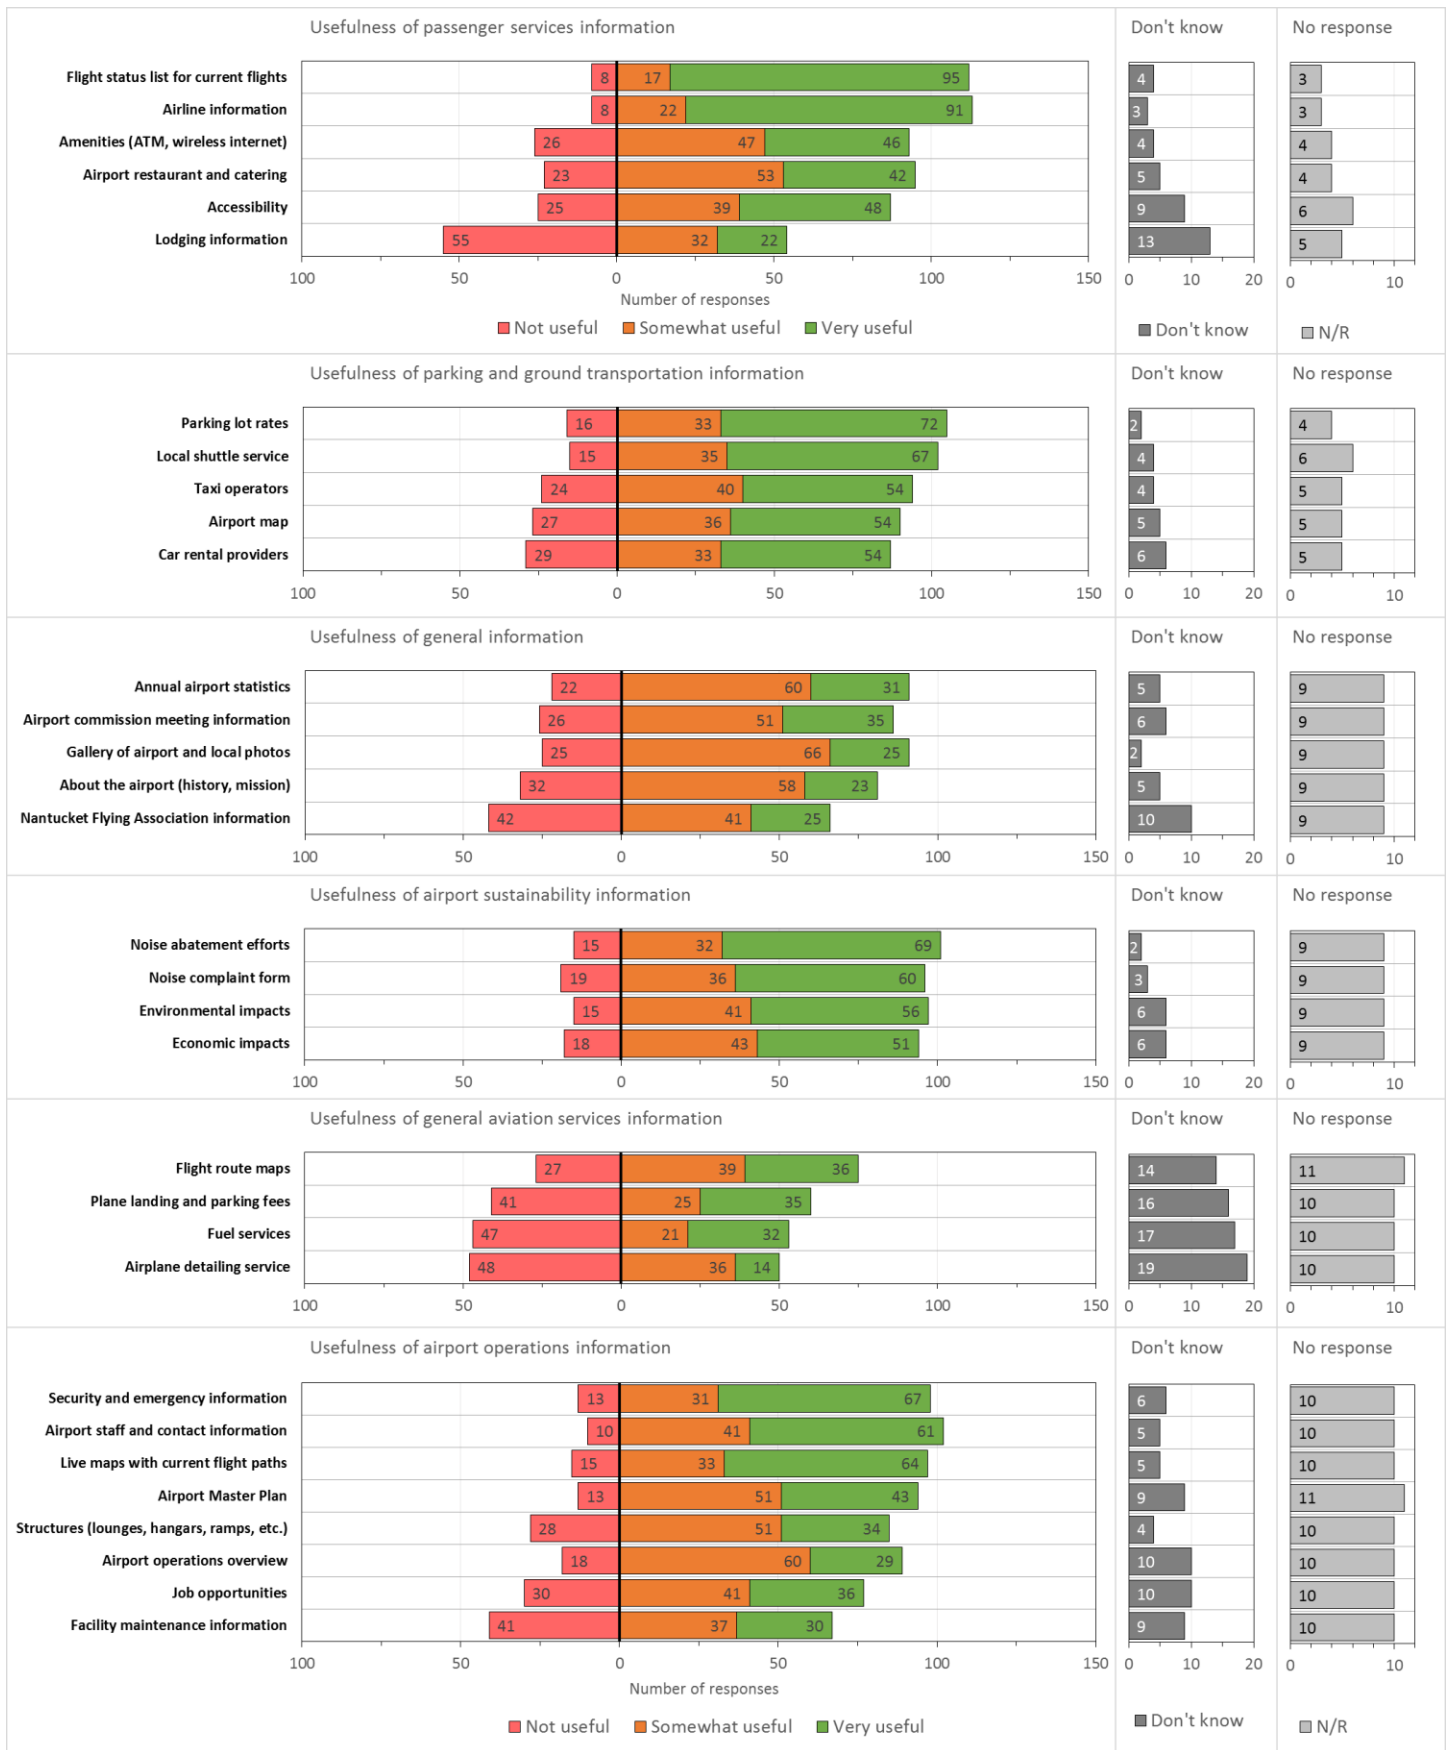 Usefulness of passenger services information Don't know No response
Flight status list for current flights 8 17 95 4 3
Airline information 8 22 91 3 3
Amenities (ATM, wireless internet) 26 47 46 4 4
Airport restaurant and catering 23 53 42 5 4
Accessibility 25 39 48 9 6
Lodging information 55 32 22 13 5
100 50 0 50 100 150 0 10 20 0 10
Number of responses
Not useful Somewhat useful Very useful Don't know N/R
Usefulness of parking and ground transportation information Don't know No response
Parking lot rates 16 33 72 2 4
Local shuttle service 15 35 67 4 6
Taxi operators 24 40 54 4 5
Airport map 27 36 54 5 5
Car rental providers 29 33 54 6 5
100 50 0 50 100 150 0 10 20 0 10
Usefulness of general information Don't know No response
Annual airport statistics 22 60 31 5 9
Airport commission meeting information 26 51 35 6 9
Gallery of airport and local photos 25 66 25 2 9
About the airport (history, mission) 32 58 23 5 9
Nantucket Flying Association information 42 41 25 10 9
100 50 0 50 100 150 0 10 20 0 10
Usefulness of airport sustainability information Don't know No response
Noise abatement efforts 15 32 69 2 9
Noise complaint form 19 36 60 3 9
Environmental impacts 15 41 56 6 9
Economic impacts 18 43 51 6 9
100 50 0 50 100 150 0 10 20 0 10
Usefulness of general aviation services information Don't know No response
Flight route maps 27 39 36 14 11
Plane landing and parking fees 41 25 35 16 10
Fuel services 47 21 32 17 10
Airplane detailing service 48 36 14 19 10
100 50 0 50 100 150 0 10 20 0 10
Usefulness of airport operations information Don't know No response
Security and emergency information 13 31 67 6 10
Airport staff and contact information 10 41 61 5 10
Live maps with current flight paths 15 33 64 5 10
Airport Master Plan 13 51 43 9 11
Structures (lounges, hangars, ramps, etc.) 28 51 34 4 10
Airport operations overview 18 60 29 10 10
Job opportunities 30 41 36 10 10
Facility maintenance information 41 37 30 9 10
100 50 0 50 100 150 0 10 20 0 10
Number of responses
Not useful Somewhat useful Very useful Don't know N/R